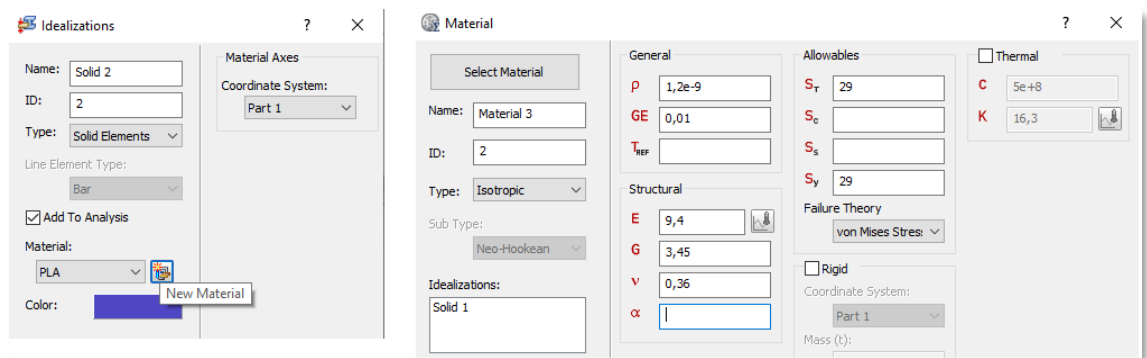 Idealizations ? ×
Name: Solid 2
ID: 2
Type: Solid Elements
Line Element Type:
Bar
Add To Analysis
Material:
PLA
New Material
Color:
Material Axes
Coordinate System:
Part 1
Material ? ×
Select Material
Name: Material 3
ID: 2
Type: Isotropic
Sub Type:
Neo-Hookean
Idealizations:
Solid 1
General
ρ 1,2e-9
GE 0,01
TREF
Structural
E 9,4
G 3,45
ν 0,36
α
Allowables
ST 29
Sc
Ss
Sy 29
Failure Theory
von Mises Stres
Rigid
Coordinate System:
Part 1
Mass (t):
Thermal
C 5e+8
K 16,3